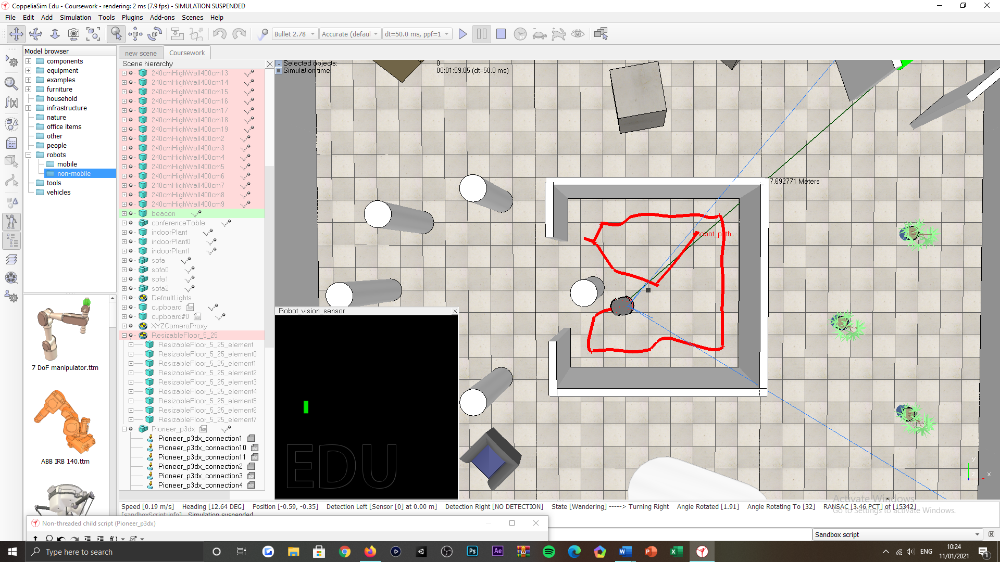 CoppeliaSim Edu - Coursework - rendering: 2 ms (7.9 fps) - SIMULATION SUSPENDED
File Edit Add Simulation Tools Plugins Add-ons Scenes Help
Bullet 2.78 Accurate (defaul dt=50.0 ms, ppf=1
Model browser
components
equipment
examples
furniture
household
infrastructure
nature
office items
other
people
robots
mobile
non-mobile
tools
vehicles
7 DoF manipulator.ttm
ABB IRB 140.ttm
new scene Coursework
Scene hierarchy
240cmHighWall400cm13
240cmHighWall400cm14
240cmHighWall400cm15
240cmHighWall400cm16
240cmHighWall400cm17
240cmHighWall400cm18
240cmHighWall400cm19
240cmHighWall400cm2
240cmHighWall400cm3
240cmHighWall400cm4
240cmHighWall400cm5
240cmHighWall400cm6
240cmHighWall400cm7
240cmHighWall400cm8
240cmHighWall400cm9
beacon
conferenceTable
indoorPlant
indoorPlant0
indoorPlant1
sofa
sofa0
sofa1
sofa2
DefaultLights
cupboard
cupboard#0
XYZCameraProxy
ResizableFloor_5_25
ResizableFloor_5_25_element
ResizableFloor_5_25_element0
ResizableFloor_5_25_element1
ResizableFloor_5_25_element2
ResizableFloor_5_25_element3
ResizableFloor_5_25_element4
ResizableFloor_5_25_element5
ResizableFloor_5_25_element6
ResizableFloor_5_25_element7
Pioneer_p3dx
Pioneer_p3dx_connection1
Pioneer_p3dx_connection10
Pioneer_p3dx_connection11
Pioneer_p3dx_connection2
Pioneer_p3dx_connection3
Pioneer_p3dx_connection4
Selected objects: 0
Simulation time: 00:01:59.05 (dt=50.0 ms)
7.692771 Meters
Robot_path
Robot_vision_sensor
EDU
y
z x
Speed [0.19 m/s] Heading [12.64 DEG] Position [-0.59, -0.35] Detection Left [Sensor [0] at 0.00 m] Detection Right [NO DETECTION] State [Wandering] -----> Turning Right Angle Rotated [1.91] Angle Rotating To [32] RANSAC [3.46 PCT] of [15342]
[sandboxScript:info] Simulation suspended
Activate Windows
Go to Settings to activate Windows.
Non-threaded child script (Pioneer_p3dx)
f()
Sandbox script
Type here to search
Ps Ae
ENG
10:24
11/01/2021
1